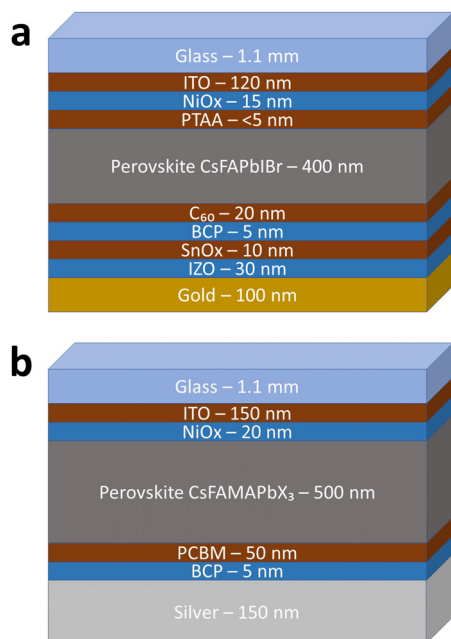 a
Glass – 1.1 mm
ITO – 120 nm
NiOx – 15 nm
PTAA – <5 nm
Perovskite CsFAPbIBr – 400 nm
C₆₀ – 20 nm
BCP – 5 nm
SnOx – 10 nm
IZO – 30 nm
Gold – 100 nm
b
Glass – 1.1 mm
ITO – 150 nm
NiOx – 20 nm
Perovskite CsFAMAPbX₃ – 500 nm
PCBM – 50 nm
BCP – 5 nm
Silver – 150 nm